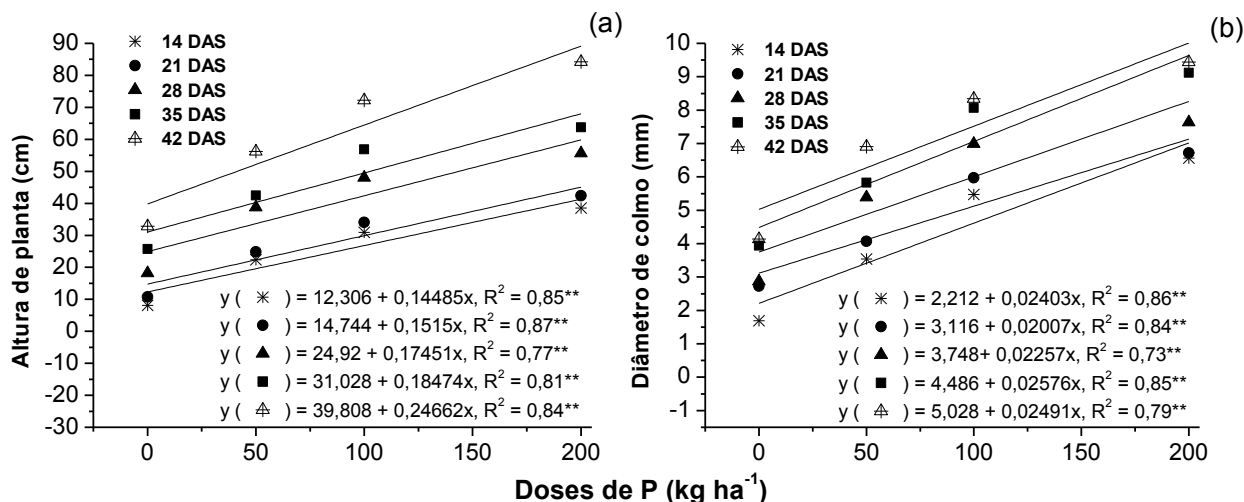 (a)
14 DAS
21 DAS
28 DAS
35 DAS
42 DAS
Altura de planta (cm)
90
80
70
60
50
40
30
20
10
0
-10
-20
-30
y ( ) = 12,306 + 0,14485x, R² = 0,85**
y ( ) = 14,744 + 0,1515x, R² = 0,87**
y ( ) = 24,92 + 0,17451x, R² = 0,77**
y ( ) = 31,028 + 0,18474x, R² = 0,81**
y ( ) = 39,808 + 0,24662x, R² = 0,84**
0 50 100 150 200
(b)
14 DAS
21 DAS
28 DAS
35 DAS
42 DAS
Diâmetro de colmo (mm)
10
9
8
7
6
5
4
3
2
1
0
-1
y ( ) = 2,212 + 0,02403x, R² = 0,86**
y ( ) = 3,116 + 0,02007x, R² = 0,84**
y ( ) = 3,748+ 0,02257x, R² = 0,73**
y ( ) = 4,486 + 0,02576x, R² = 0,85**
y ( ) = 5,028 + 0,02491x, R² = 0,79**
0 50 100 150 200
Doses de P (kg ha⁻¹)